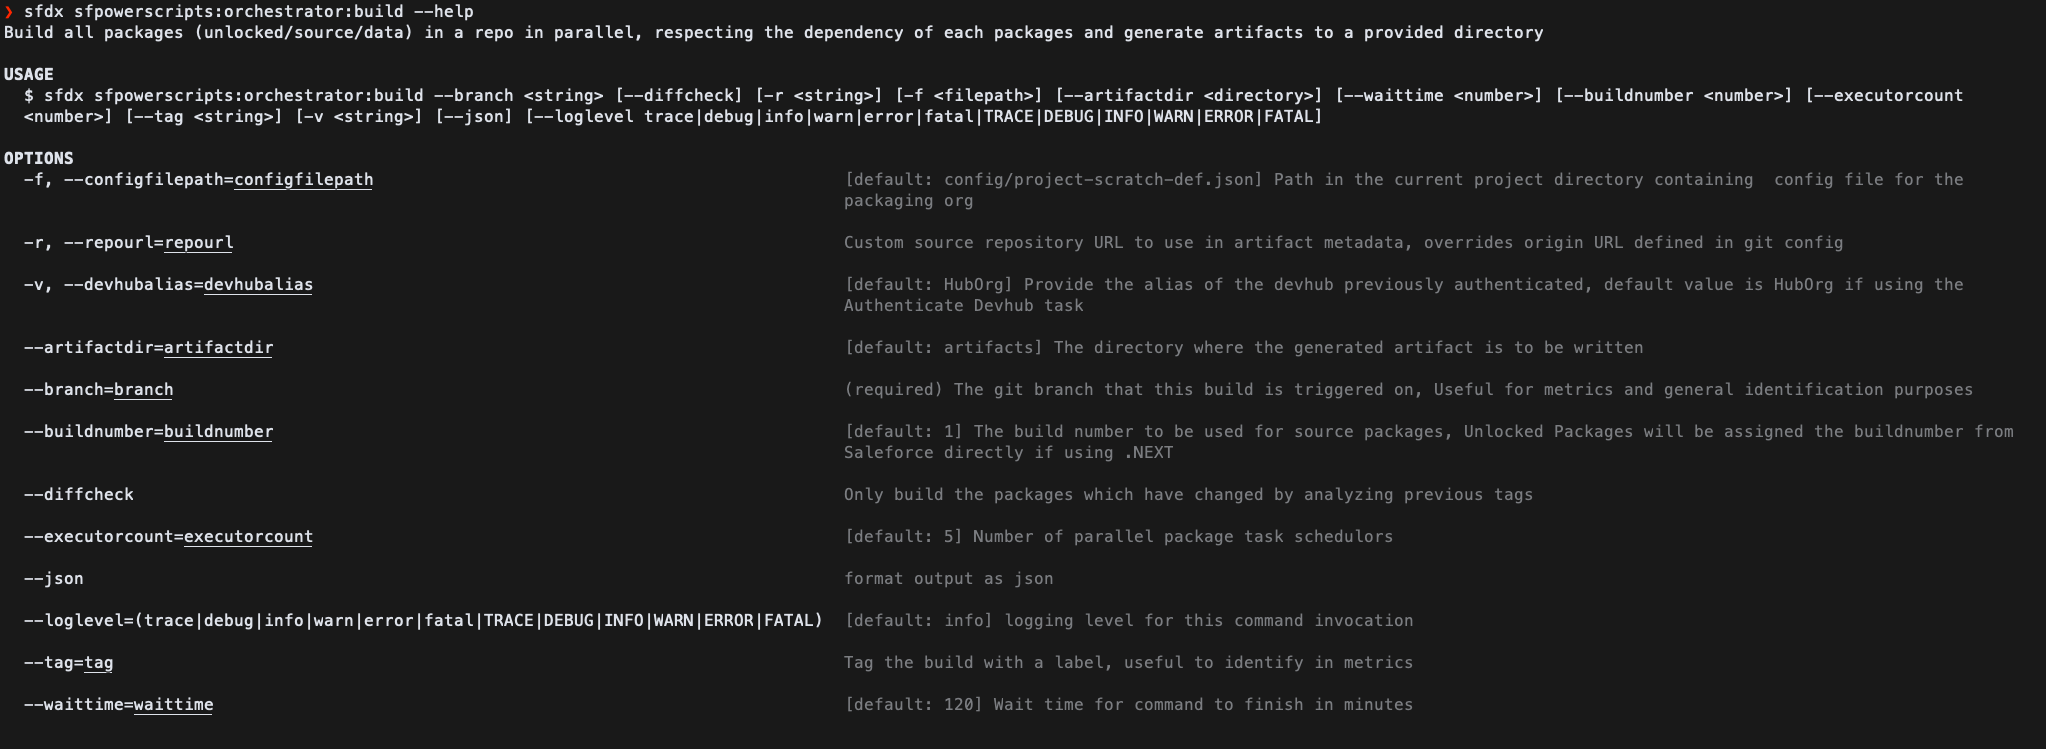 ❯ sfdx sfpowerscripts:orchestrator:build --help
Build all packages (unlocked/source/data) in a repo in parallel, respecting the dependency of each packages and generate artifacts to a provided directory
USAGE
$ sfdx sfpowerscripts:orchestrator:build --branch <string> [--diffcheck] [-r <string>] [-f <filepath>] [--artifactdir <directory>] [--waittime <number>] [--buildnumber <number>] [--executorcount
<number>] [--tag <string>] [-v <string>] [--json] [--loglevel trace|debug|info|warn|error|fatal|TRACE|DEBUG|INFO|WARN|ERROR|FATAL]
OPTIONS
-f, --configfilepath=configfilepath [default: config/project-scratch-def.json] Path in the current project directory containing  config file for the
packaging org
-r, --repourl=repourl Custom source repository URL to use in artifact metadata, overrides origin URL defined in git config
-v, --devhubalias=devhubalias [default: HubOrg] Provide the alias of the devhub previously authenticated, default value is HubOrg if using the
Authenticate Devhub task
--artifactdir=artifactdir [default: artifacts] The directory where the generated artifact is to be written
--branch=branch (required) The git branch that this build is triggered on, Useful for metrics and general identification purposes
--buildnumber=buildnumber [default: 1] The build number to be used for source packages, Unlocked Packages will be assigned the buildnumber from
Saleforce directly if using .NEXT
--diffcheck Only build the packages which have changed by analyzing previous tags
--executorcount=executorcount [default: 5] Number of parallel package task schedulors
--json format output as json
--loglevel=(trace|debug|info|warn|error|fatal|TRACE|DEBUG|INFO|WARN|ERROR|FATAL) [default: info] logging level for this command invocation
--tag=tag Tag the build with a label, useful to identify in metrics
--waittime=waittime [default: 120] Wait time for command to finish in minutes